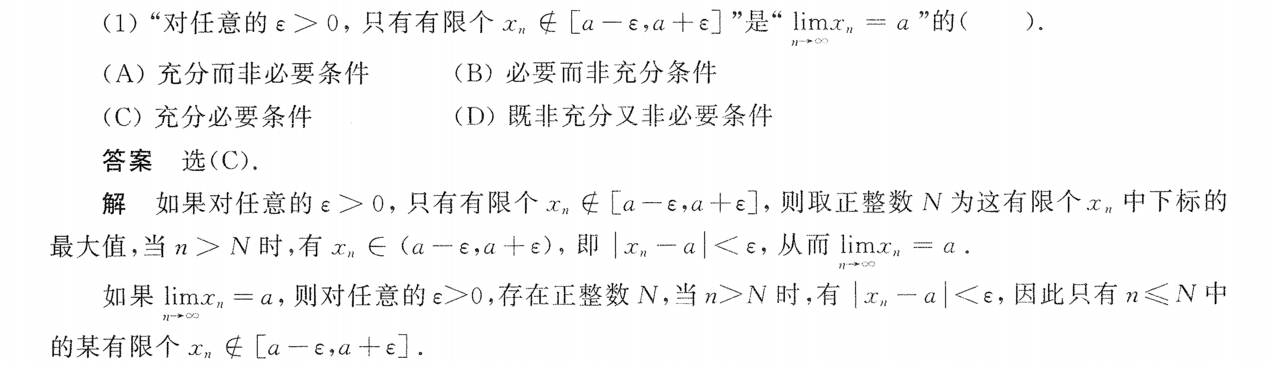 (1) “对任意的 ε > 0, 只有有限个 xₙ ∉ [a−ε,a+ε]”是“ lim xₙ = a ”的(　　).
n→∞
(A) 充分而非必要条件　　(B) 必要而非充分条件
(C) 充分必要条件　　(D) 既非充分又非必要条件
答案　选(C).
解　如果对任意的 ε > 0, 只有有限个 xₙ ∉ [a−ε,a+ε], 则取正整数 N 为这有限个 xₙ 中下标的
最大值,当 n > N 时,有 xₙ ∈ (a−ε,a+ε), 即 |xₙ−a|< ε, 从而 lim xₙ = a .
n→∞
如果 lim xₙ = a, 则对任意的 ε>0,存在正整数 N,当 n>N 时,有 |xₙ−a|<ε, 因此只有 n≤N 中
n→∞
的某有限个 xₙ ∉ [a−ε,a+ε] .